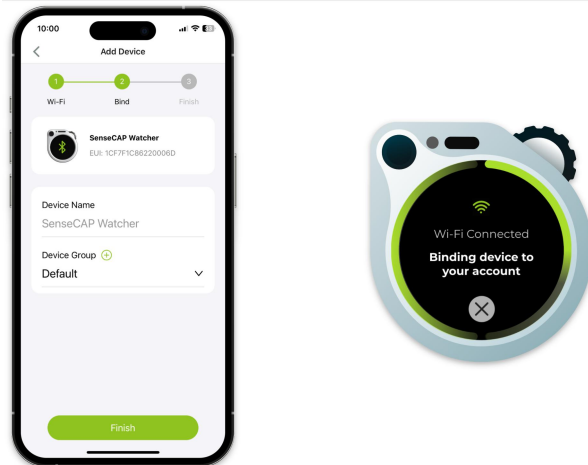 10:00
Add Device
1
2
3
Wi-Fi
Bind
Finish
SenseCAP Watcher
EUI: 1CF7F1C86220006D
Device Name
SenseCAP Watcher
Device Group
Default
Finish
Wi-Fi Connected
Binding device to
your account